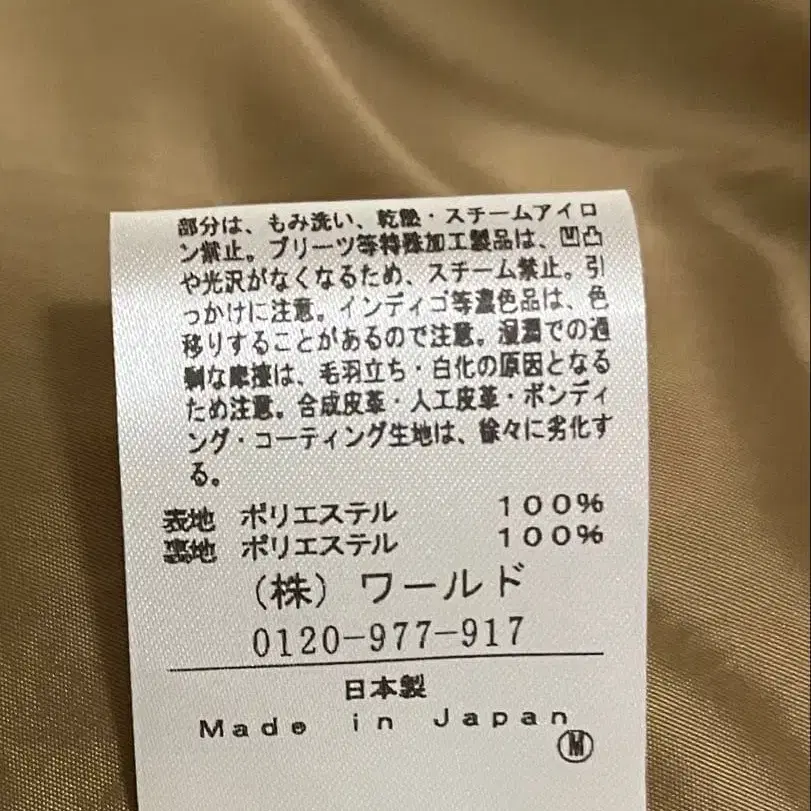 部分は、もみ洗い、乾燥・スチームアイロ
ン禁止。プリーツ等特殊加工製品は、凹凸
や光沢がなくなるため、スチーム禁止。引
っかけに注意。インディゴ等濃色品は、色
移りすることがあるので注意。湿潤での過
剰な摩擦は、毛羽立ち・白化の原因となる
ため注意。合成皮革・人工皮革・ボンディ
ング・コーティング生地は、徐々に劣化す
る。
表地 ポリエステル 100%
裏地 ポリエステル 100%
(株)ワールド
0120-977-917
日本製
Made in Japan
Ⓜ